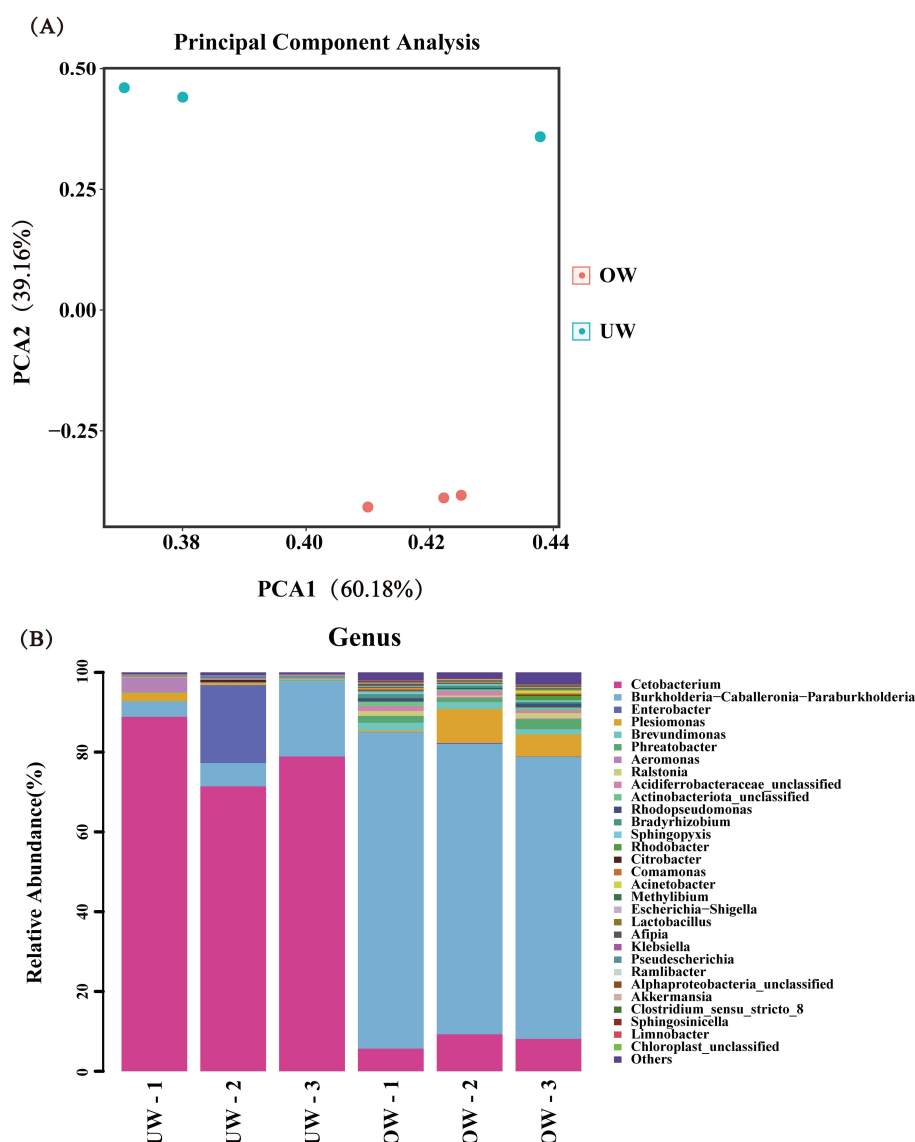 (A)
Principal Component Analysis
0.50
0.25
0.00
−0.25
PCA2 (39.16%)
0.38 0.40 0.42 0.44
PCA1 (60.18%)
OW
UW
(B)
Genus
100
80
60
40
20
0
Relative Abundance(%)
UW - 1 UW - 2 UW - 3 OW - 1 OW - 2 OW - 3
Cetobacterium
Burkholderia−Caballeronia−Paraburkholderia
Enterobacter
Plesiomonas
Brevundimonas
Phreatobacter
Aeromonas
Ralstonia
Acidiferrobacteraceae_unclassified
Actinobacteriota_unclassified
Rhodopseudomonas
Bradyrhizobium
Sphingopyxis
Rhodobacter
Citrobacter
Comamonas
Acinetobacter
Methylibium
Escherichia−Shigella
Lactobacillus
Afipia
Klebsiella
Pseudescherichia
Ramlibacter
Alphaproteobacteria_unclassified
Akkermansia
Clostridium_sensu_stricto_8
Sphingosinicella
Limnobacter
Chloroplast_unclassified
Others